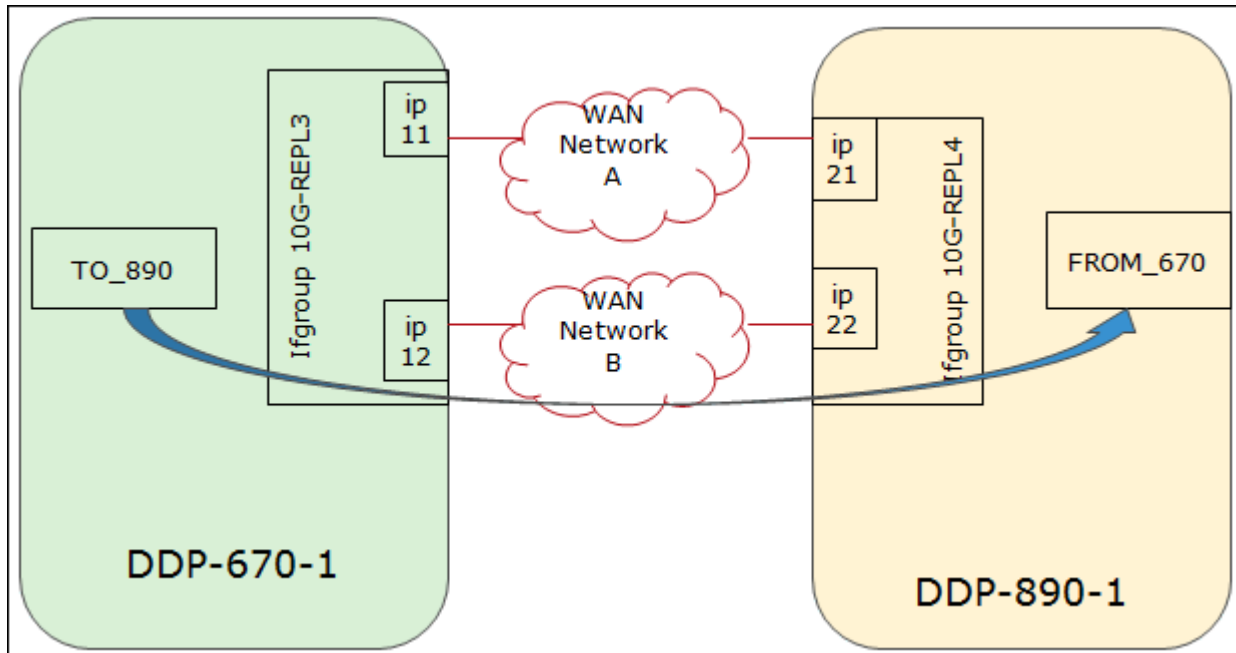 Ifgroup 10G-REPL3
ip
11
WAN
Network
A
ip
21
Ifgroup 10G-REPL4
TO_890
FROM_670
ip
12
WAN
Network
B
ip
22
DDP-670-1
DDP-890-1